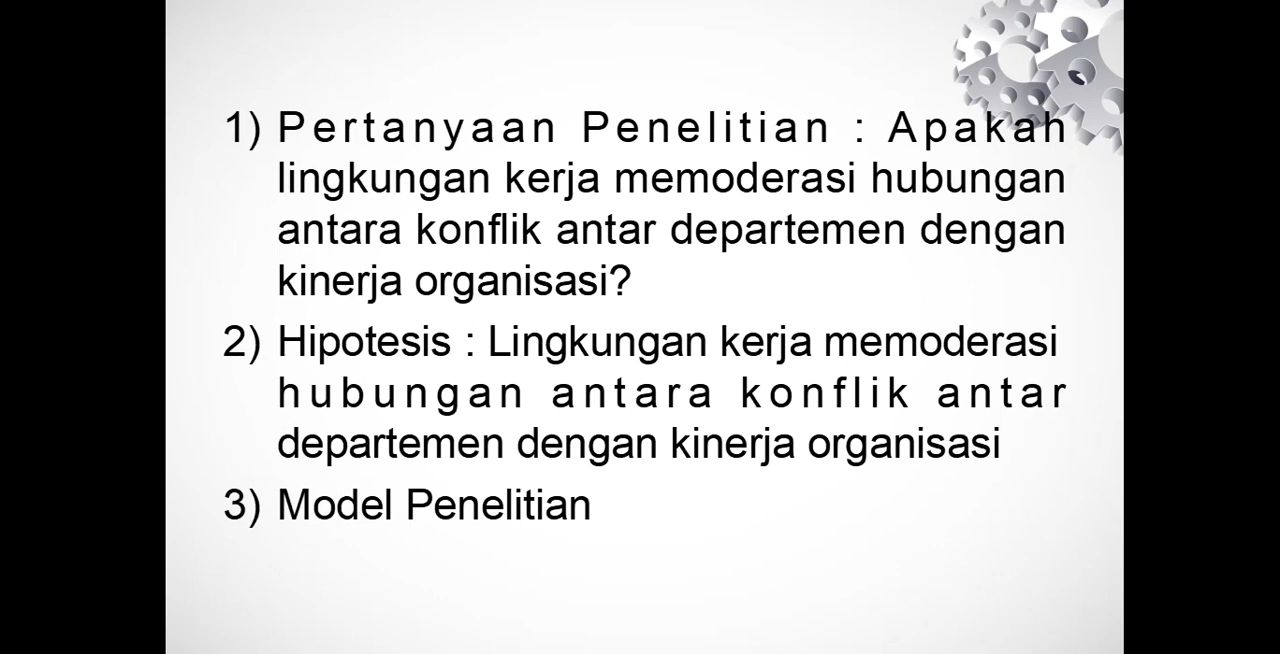 1) Pertanyaan Penelitian : Apakah
lingkungan kerja memoderasi hubungan
antara konflik antar departemen dengan
kinerja organisasi?
2) Hipotesis : Lingkungan kerja memoderasi
hubungan antara konflik antar
departemen dengan kinerja organisasi
3) Model Penelitian